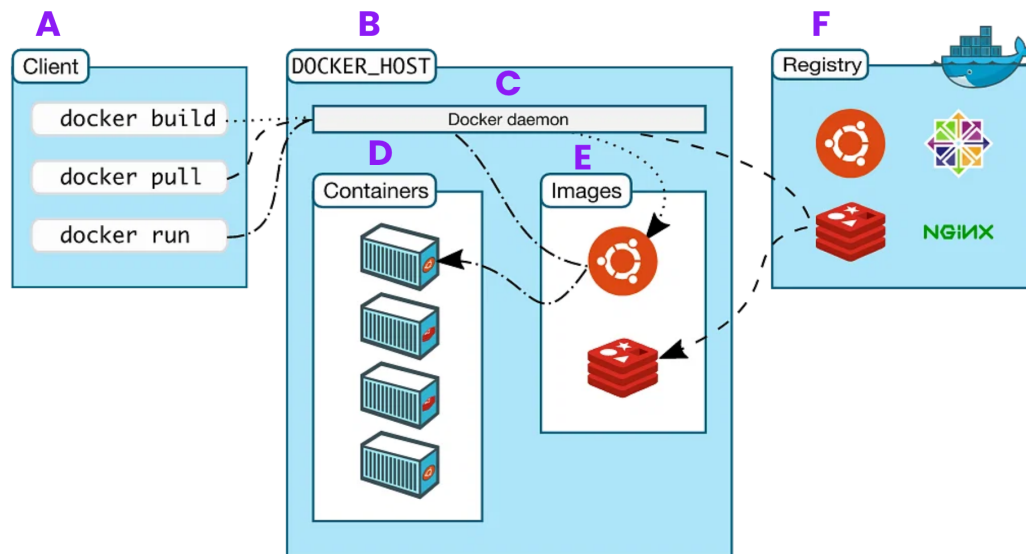 A
B
F
Client
DOCKER_HOST
Registry
C
docker build
Docker daemon
D
E
docker pull
Containers
Images
docker run
NGiNX